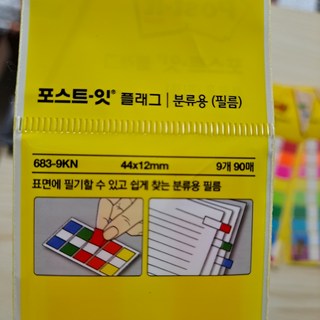 포스트-잇® 플래그 | 분류용 (필름)
683-9KN 44x12mm 9개 90매
표면에 필기할 수 있고 쉽게 찾는 분류용 필름